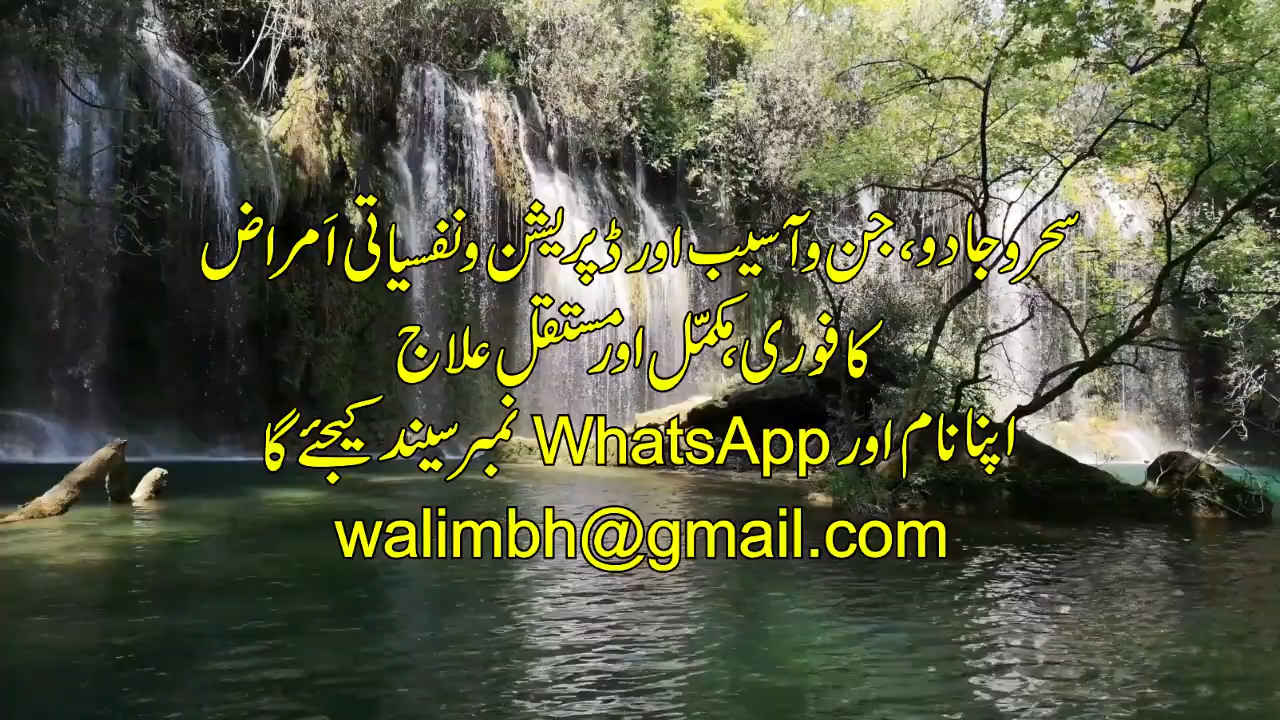 سحر و جادو، جن و آسیب اور ڈپریشن و نفسیاتی اَمراض
کا فوری، مکمّل اور مستقل علاج
اپنا نام اور WhatsApp نمبر سیند کیجئے گا
walimbh@gmail.com